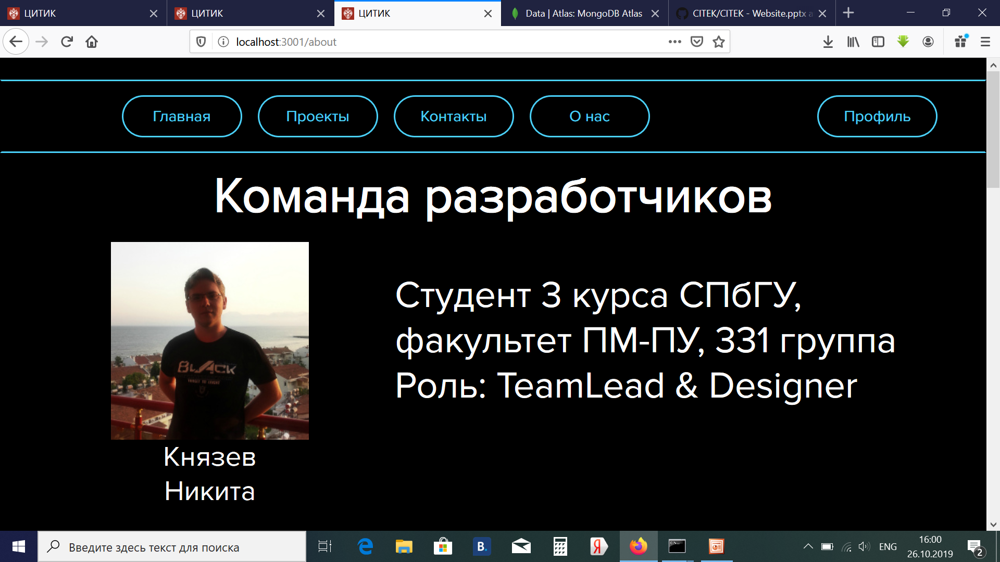 ЦИТИК
ЦИТИК
ЦИТИК
Data | Atlas: MongoDB Atlas
CITEK/CITEK - Website.pptx a
localhost:3001/about
Главная
Проекты
Контакты
О нас
Профиль
Команда разработчиков
BLACK
Студент 3 курса СПбГУ,
факультет ПМ-ПУ, 331 группа
Роль: TeamLead & Designer
Князев
Никита
Введите здесь текст для поиска
B.
Я
ENG
16:00
26.10.2019
2